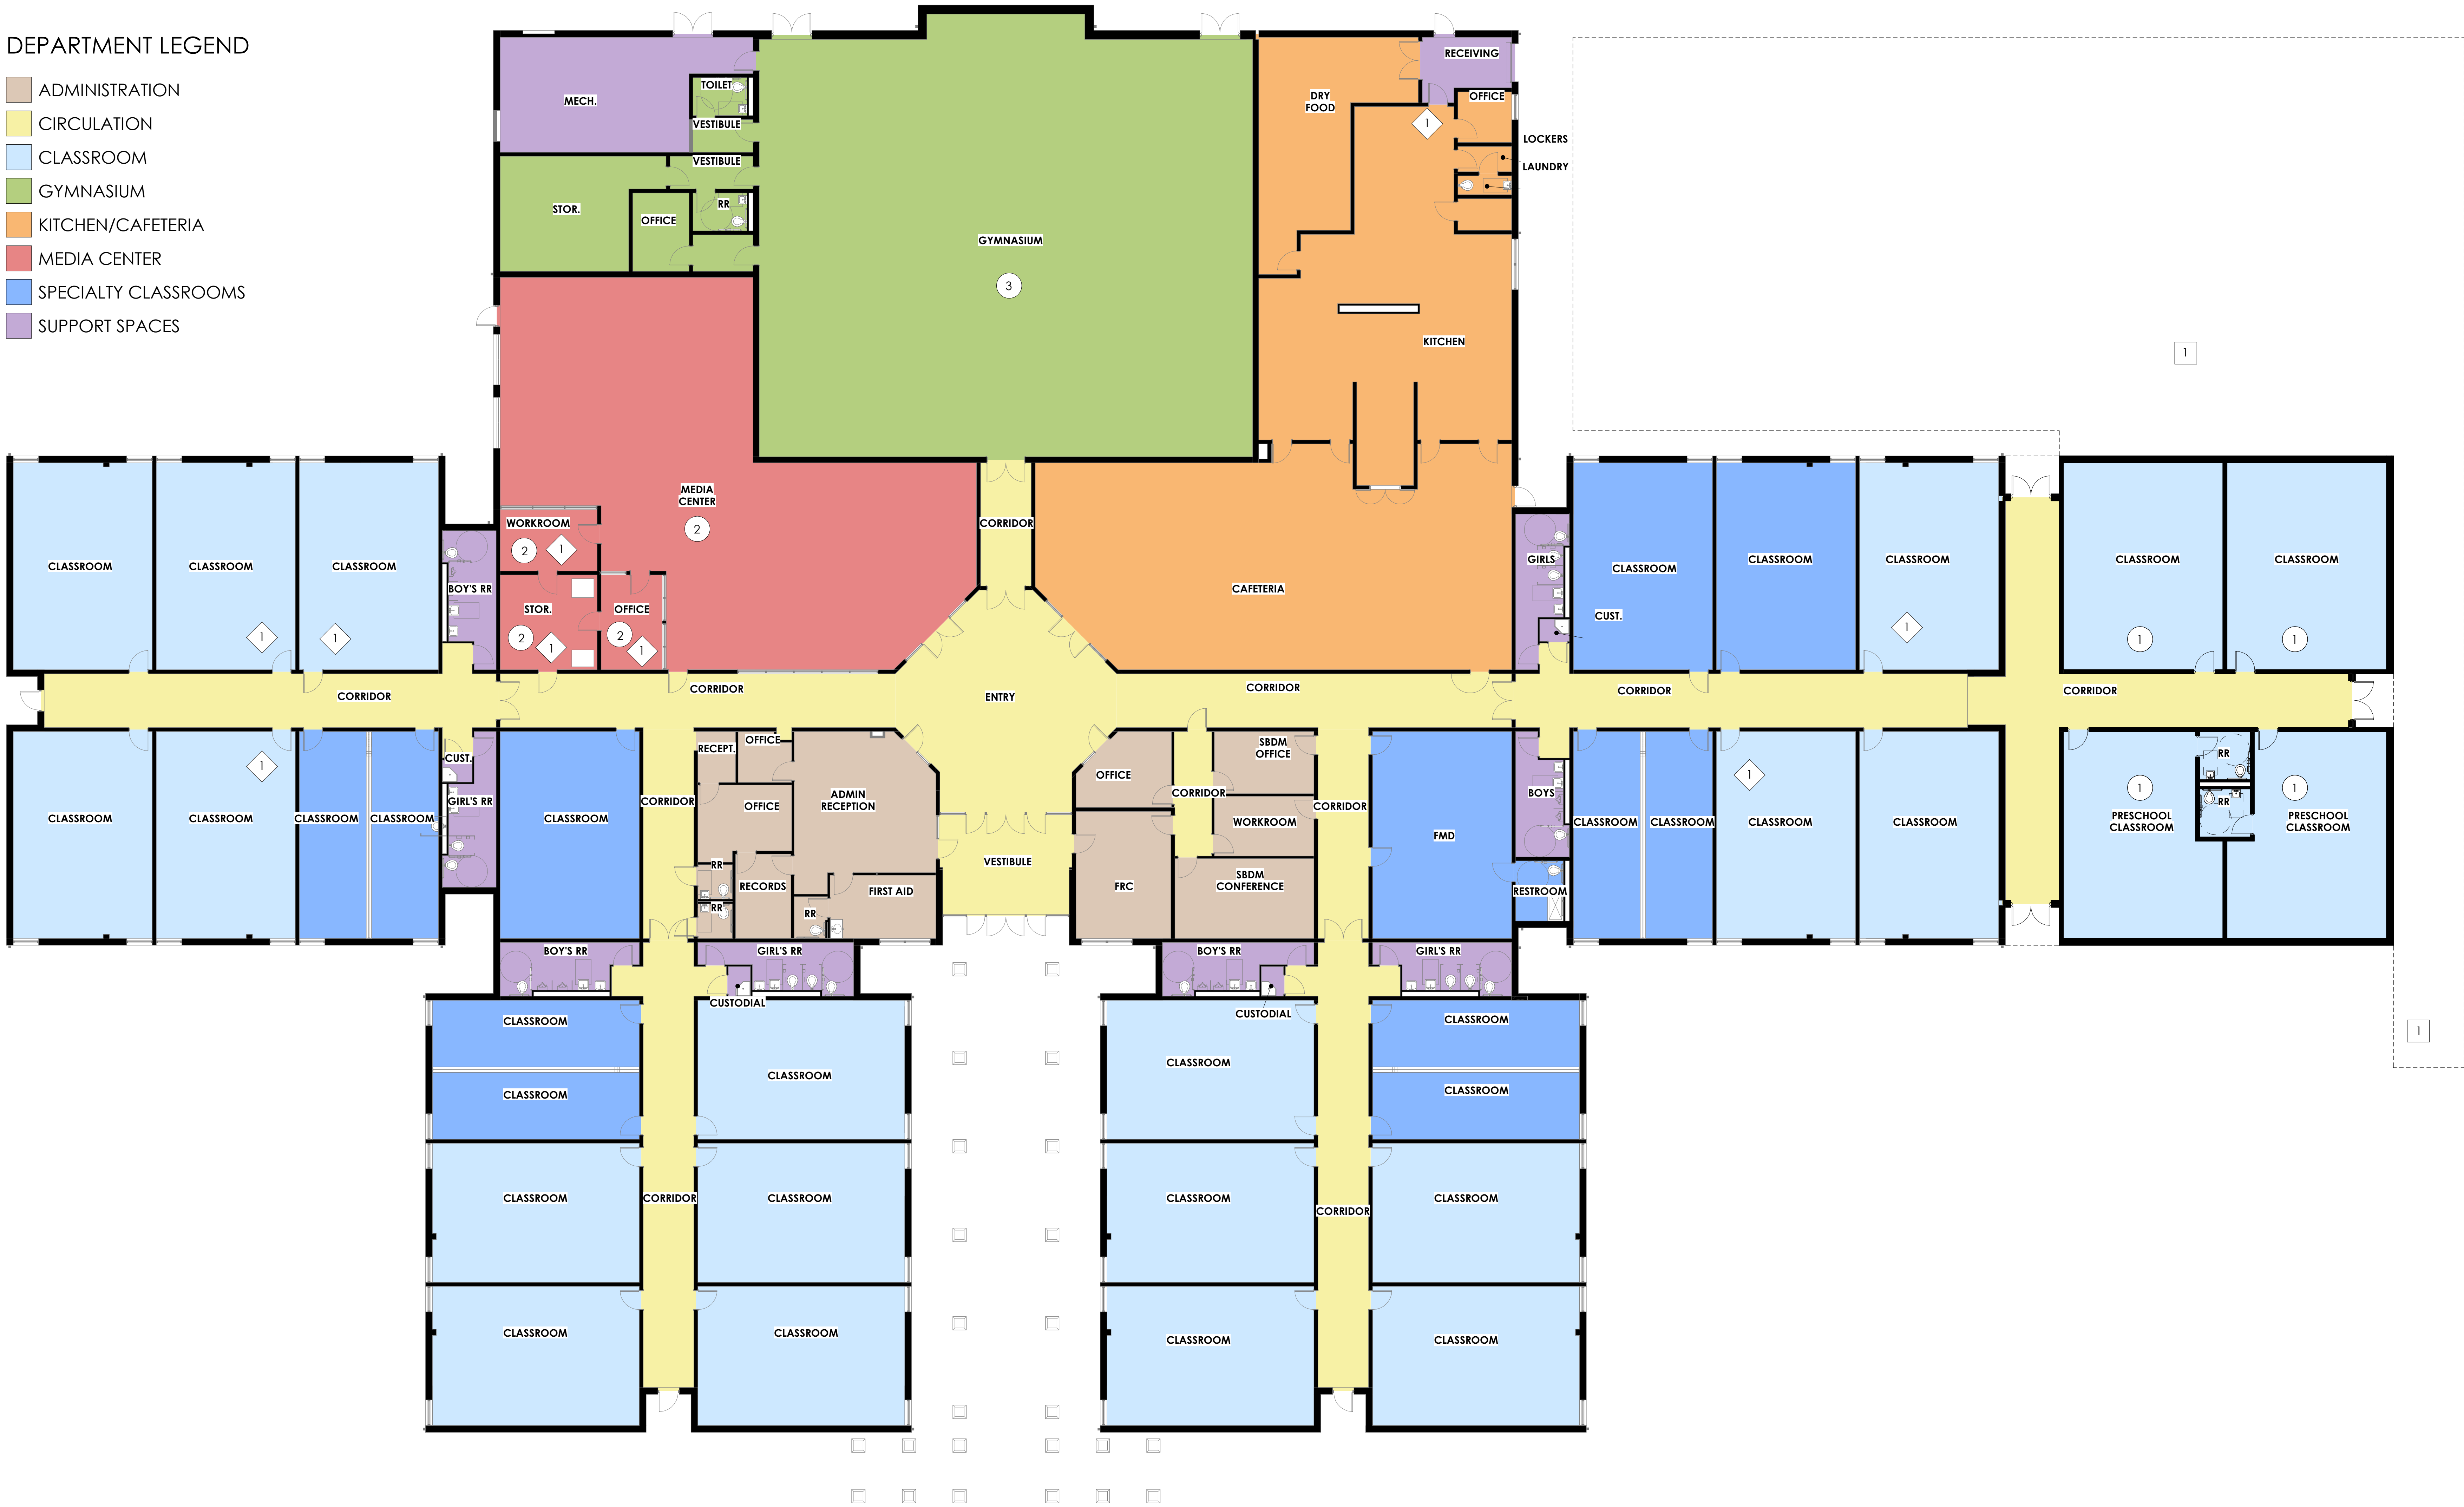 DEPARTMENT LEGEND
ADMINISTRATION
CIRCULATION
CLASSROOM
GYMNASIUM
KITCHEN/CAFETERIA
MEDIA CENTER
SPECIALTY CLASSROOMS
SUPPORT SPACES
MECH.
TOILET
VESTIBULE
VESTIBULE
STOR.
OFFICE
RR
GYMNASIUM
3
DRY
FOOD
RECEIVING
OFFICE
1
LOCKERS
LAUNDRY
KITCHEN
1
MEDIA
CENTER
2
WORKROOM
2
1
STOR.
2
1
OFFICE
2
1
CORRIDOR
CAFETERIA
CLASSROOM
CLASSROOM
1
CLASSROOM
1
BOY'S RR
GIRLS
CUST.
CLASSROOM
CLASSROOM
CLASSROOM
1
CLASSROOM
1
CLASSROOM
1
CORRIDOR
CORRIDOR
ENTRY
CORRIDOR
CORRIDOR
CORRIDOR
CLASSROOM
CLASSROOM
1
CLASSROOM
CLASSROOM
CUST.
GIRL'S RR
CLASSROOM
CORRIDOR
RECEPT.
OFFICE
OFFICE
ADMIN
RECEPTION
RR
RR
RECORDS
RR
FIRST AID
VESTIBULE
OFFICE
FRC
CORRIDOR
SBDM
OFFICE
WORKROOM
SBDM
CONFERENCE
CORRIDOR
FMD
BOYS
RESTROOM
CLASSROOM
CLASSROOM
CLASSROOM
1
CLASSROOM
PRESCHOOL
CLASSROOM
1
RR
RR
PRESCHOOL
CLASSROOM
1
BOY'S RR
GIRL'S RR
CUSTODIAL
BOY'S RR
GIRL'S RR
CUSTODIAL
1
CLASSROOM
CLASSROOM
CLASSROOM
CLASSROOM
CLASSROOM
CLASSROOM
CLASSROOM
CORRIDOR
CLASSROOM
CLASSROOM
CLASSROOM
CLASSROOM
CLASSROOM
CLASSROOM
CLASSROOM
CORRIDOR